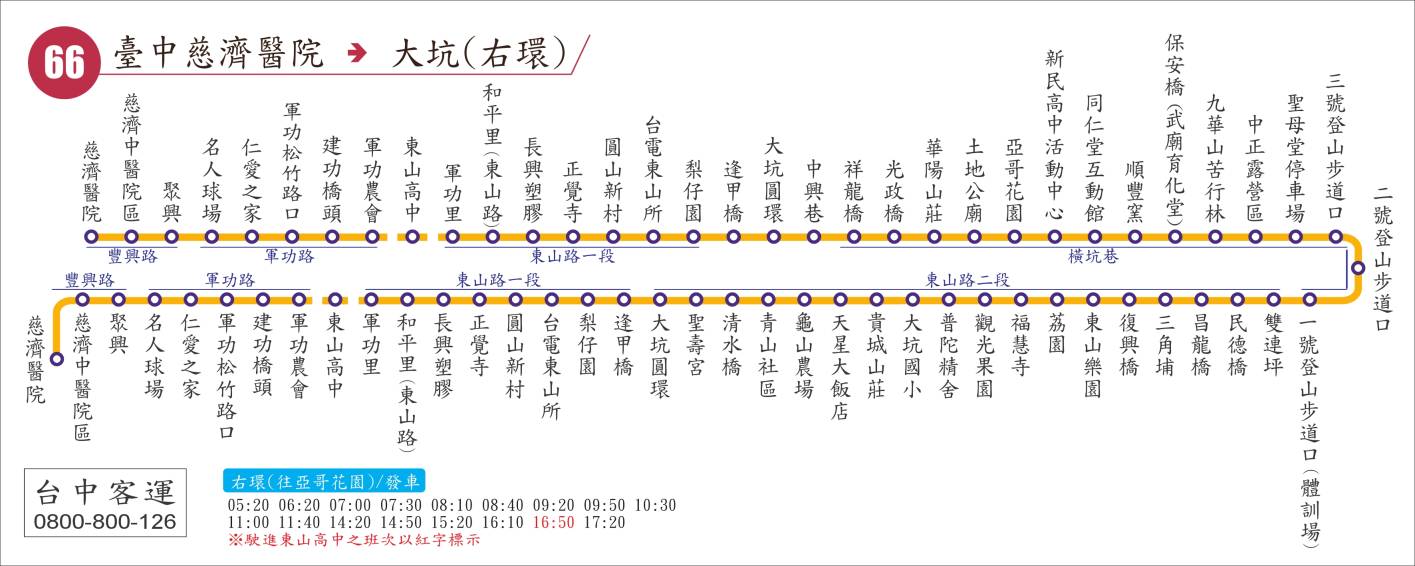 66 臺中慈濟醫院 → 大坑(右環)
慈濟醫院
慈濟中醫院區
聚興
名人球場
仁愛之家
軍功松竹路口
建功橋頭
軍功農會
東山高中
軍功里
和平里(東山路)
長興塑膠
正覺寺
圓山新村
台電東山所
梨仔園
逢甲橋
大坑圓環
中興巷
祥龍橋
光政橋
華陽山莊
土地公廟
亞哥花園
新民高中活動中心
同仁堂互動館
順豐窯
保安橋(武廟育化堂)
九華山苦行林
中正露營區
聖母堂停車場
三號登山步道口
二號登山步道口
豐興路
軍功路
東山路一段
橫坑巷
豐興路
軍功路
東山路一段
東山路二段
慈濟醫院
慈濟中醫院區
聚興
名人球場
仁愛之家
軍功松竹路口
建功橋頭
軍功農會
東山高中
軍功里
和平里(東山路)
長興塑膠
正覺寺
圓山新村
台電東山所
梨仔園
逢甲橋
大坑圓環
聖壽宮
清水橋
青山社區
龜山農場
天星大飯店
貴城山莊
大坑國小
普陀精舍
觀光果園
福慧寺
荔園
東山樂園
復興橋
三角埔
昌龍橋
民德橋
雙連坪
一號登山步道口(體訓場)
台中客運
0800-800-126
右環(往亞哥花園)/發車
05:20 06:20 07:00 07:30 08:10 08:40 09:20 09:50 10:30
11:00 11:40 14:20 14:50 15:20 16:10 16:50 17:20
※駛進東山高中之班次以紅字標示